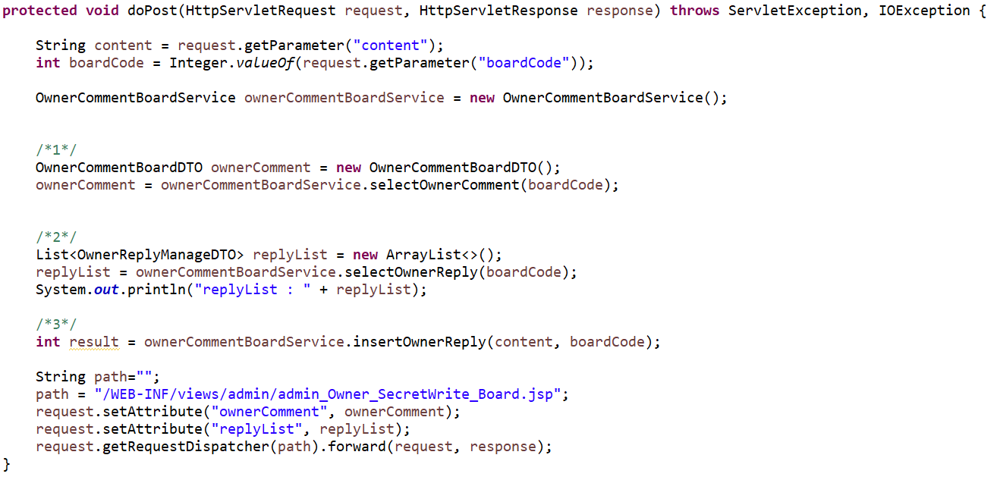 protected void doPost(HttpServletRequest request, HttpServletResponse response) throws ServletException, IOException {
String content = request.getParameter("content");
int boardCode = Integer.valueOf(request.getParameter("boardCode"));
OwnerCommentBoardService ownerCommentBoardService = new OwnerCommentBoardService();
/*1*/
OwnerCommentBoardDTO ownerComment = new OwnerCommentBoardDTO();
ownerComment = ownerCommentBoardService.selectOwnerComment(boardCode);
/*2*/
List<OwnerReplyManageDTO> replyList = new ArrayList<>();
replyList = ownerCommentBoardService.selectOwnerReply(boardCode);
System.out.println("replyList : " + replyList);
/*3*/
int result = ownerCommentBoardService.insertOwnerReply(content, boardCode);
String path="";
path = "/WEB-INF/views/admin/admin_Owner_SecretWrite_Board.jsp";
request.setAttribute("ownerComment", ownerComment);
request.setAttribute("replyList", replyList);
request.getRequestDispatcher(path).forward(request, response);
}